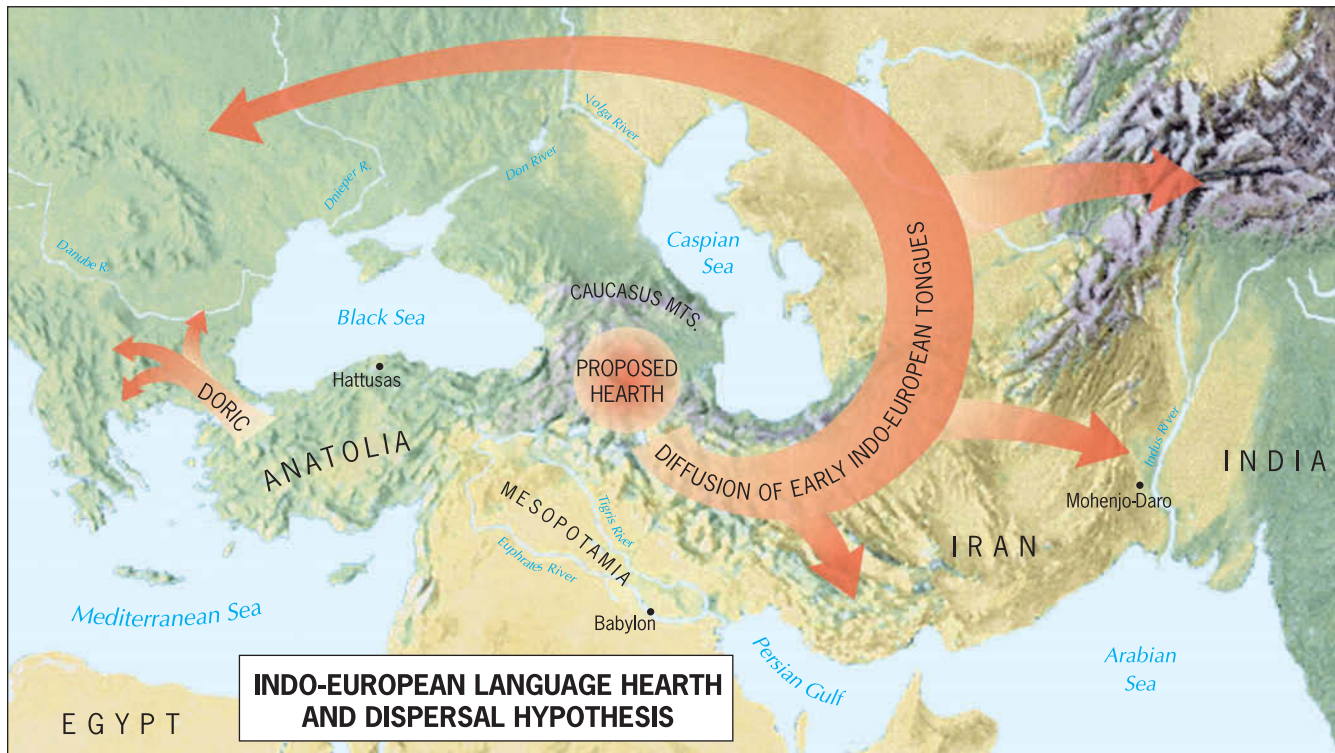 Volga River
Don River
Dnieper R.
Danube R.
Caspian
Sea
CAUCASUS MTS.
Black Sea
Hattusas
PROPOSED
HEARTH
DORIC
ANATOLIA
DIFFUSION OF EARLY INDO-EUROPEAN TONGUES
MESOPOTAMIA
Tigris River
Euphrates River
Indus River
INDIA
Mohenjo-Daro
IRAN
Mediterranean Sea
Babylon
Persian Gulf
Arabian
Sea
EGYPT
INDO-EUROPEAN LANGUAGE HEARTH
AND DISPERSAL HYPOTHESIS